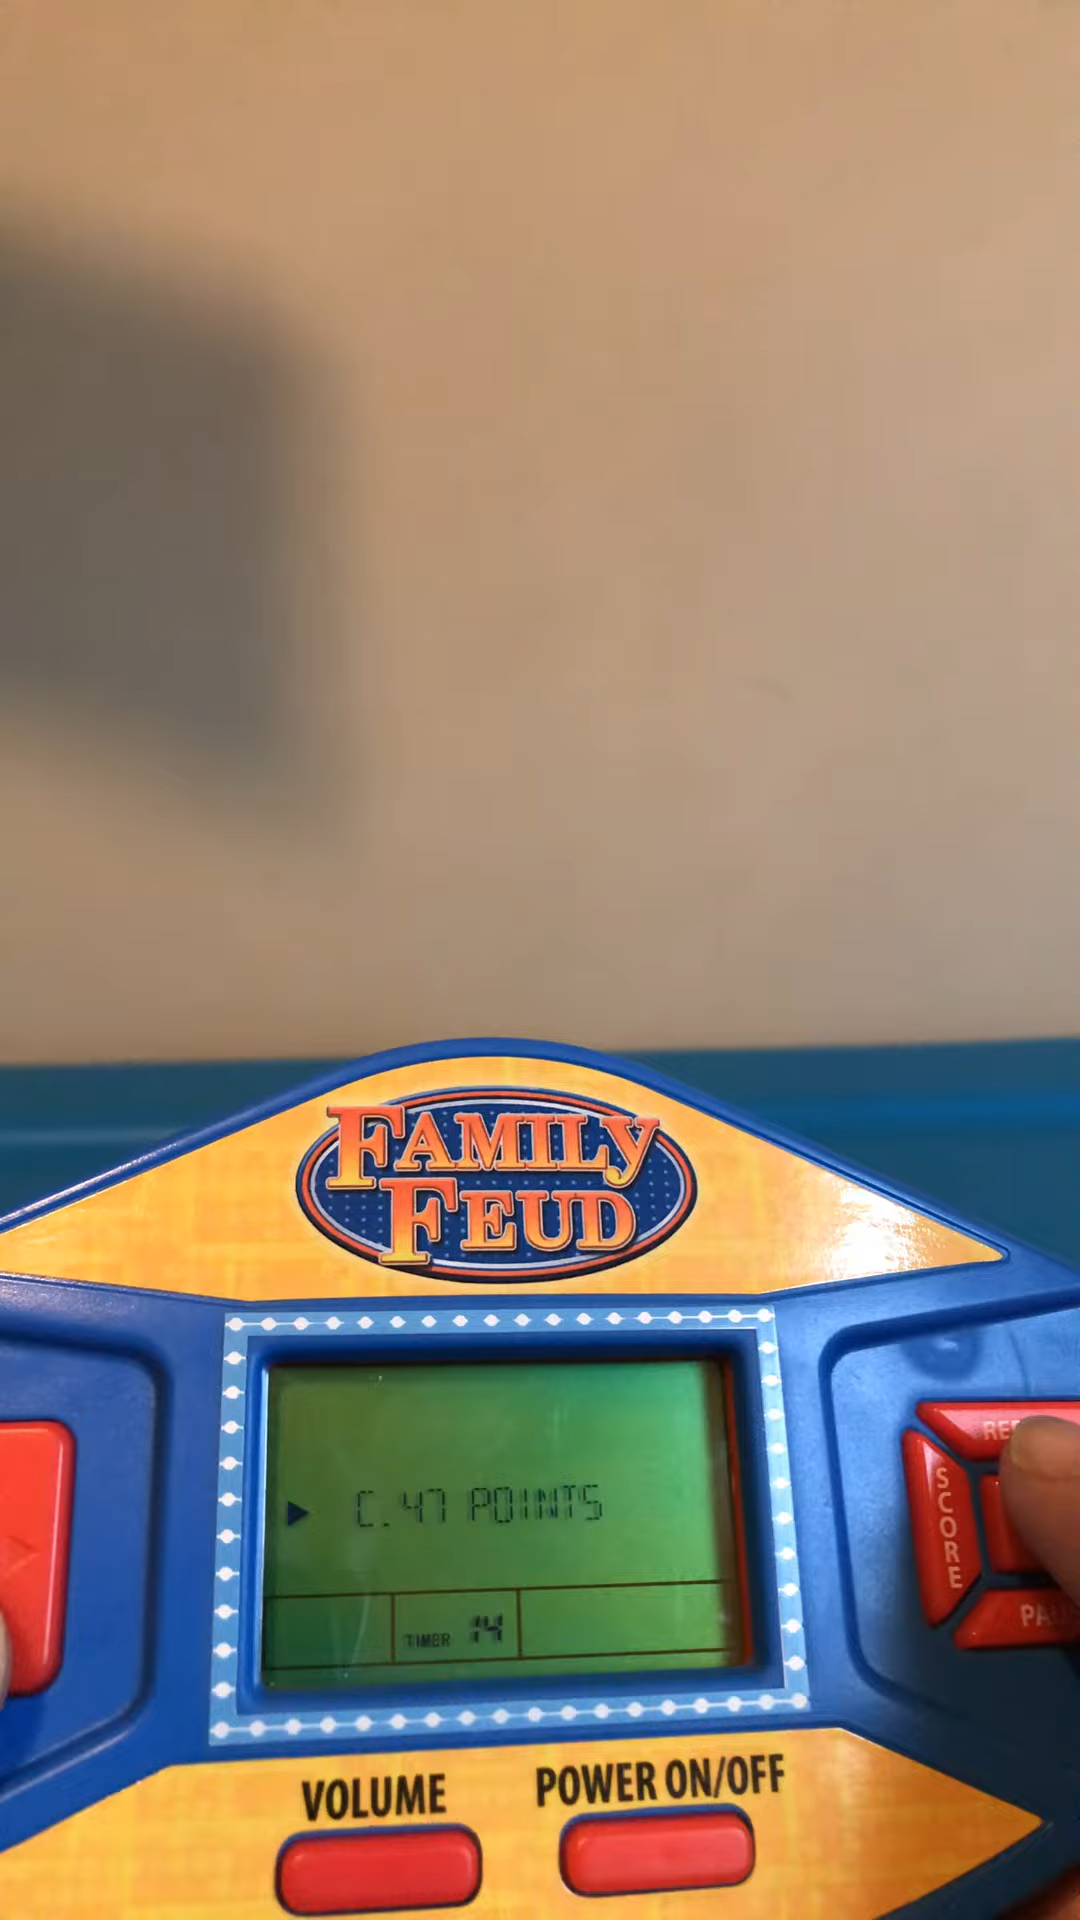 FAMILY
FEUD
C. 47 POINTS
TIMER 14
SCORE
VOLUME
POWER ON/OFF